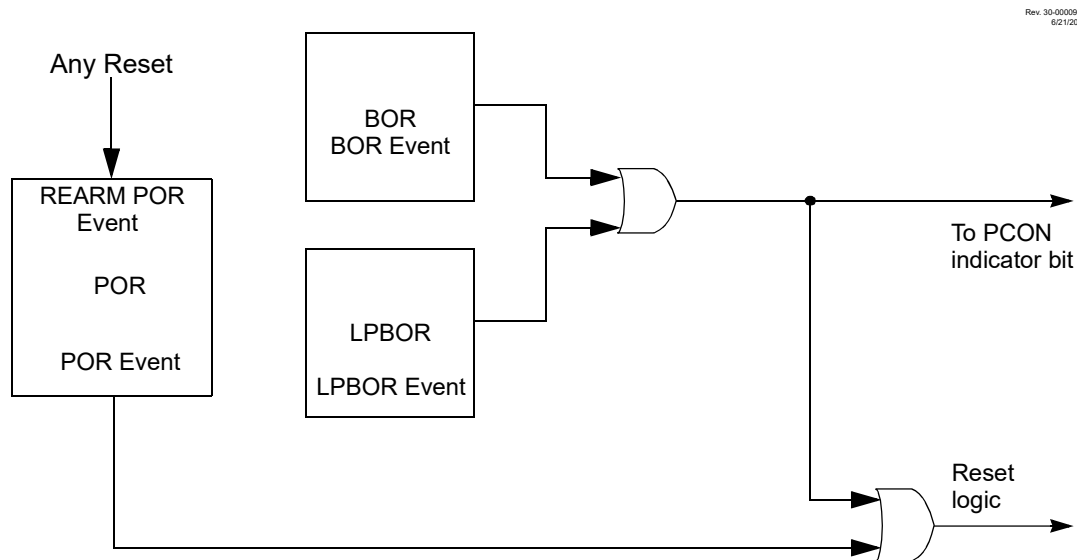 Rev. 30-00009
6/21/20
Any Reset
BOR
BOR Event
REARM POR
Event
To PCON
indicator bit
POR
LPBOR
POR Event
LPBOR Event
Reset
logic